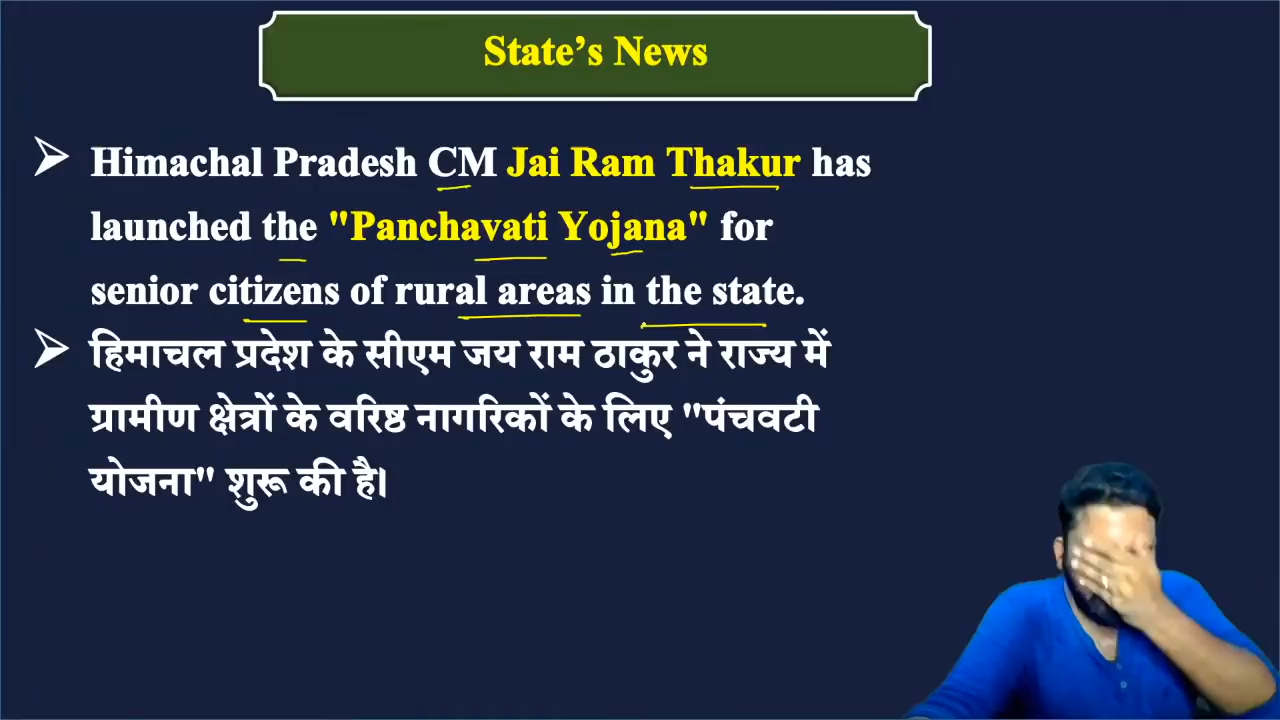 State’s News
Himachal Pradesh CM Jai Ram Thakur has
launched the "Panchavati Yojana" for
senior citizens of rural areas in the state.
हिमाचल प्रदेश के सीएम जय राम ठाकुर ने राज्य में
ग्रामीण क्षेत्रों के वरिष्ठ नागरिकों के लिए "पंचवटी
योजना" शुरू की है।